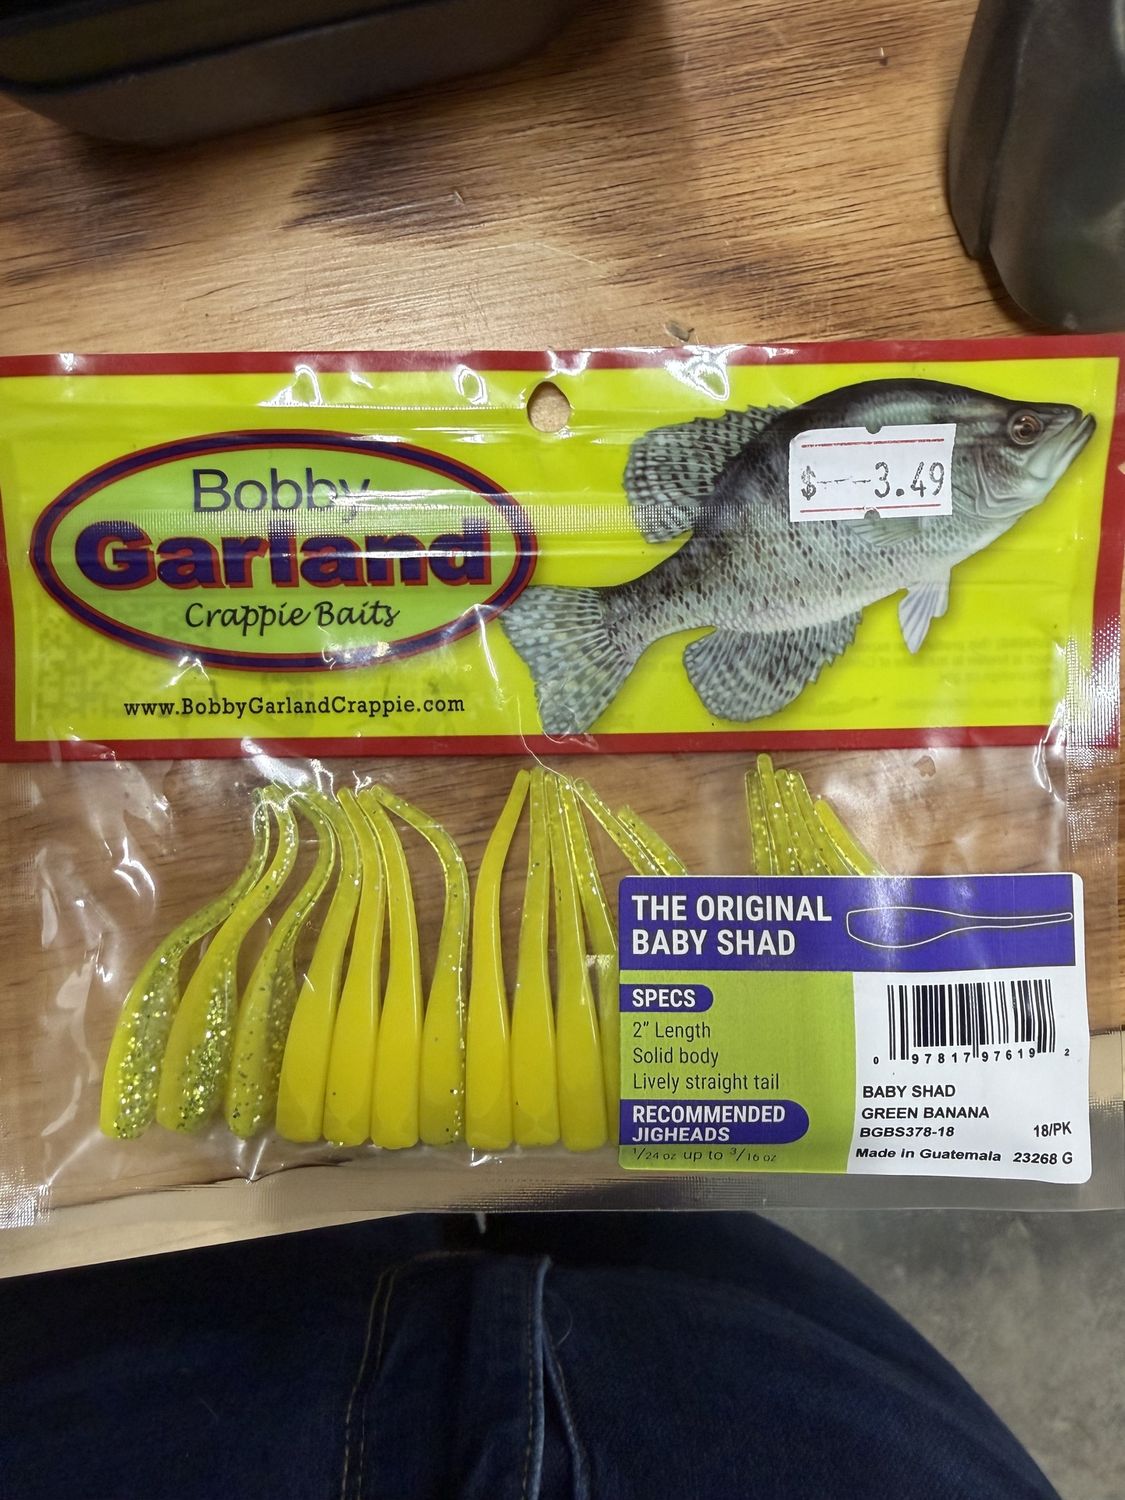 Bobby
Garland
Crappie Baits
www.BobbyGarlandCrappie.com
$ --3.49
THE ORIGINAL
BABY SHAD
SPECS
2" Length
Solid body
Lively straight tail
RECOMMENDED
JIGHEADS
1/24 oz up to 3/16 oz
0 97817 97619 2
BABY SHAD
GREEN BANANA
BGBS378-18 18/PK
Made in Guatemala 23268 G